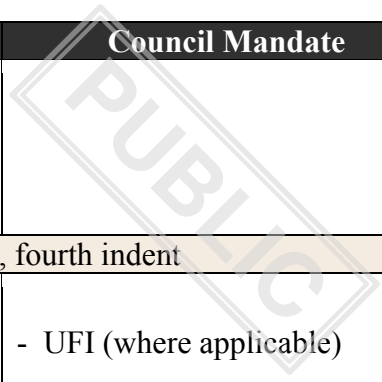 Council Mandate
PUBLIC
, fourth indent
- UFI (where applicable)